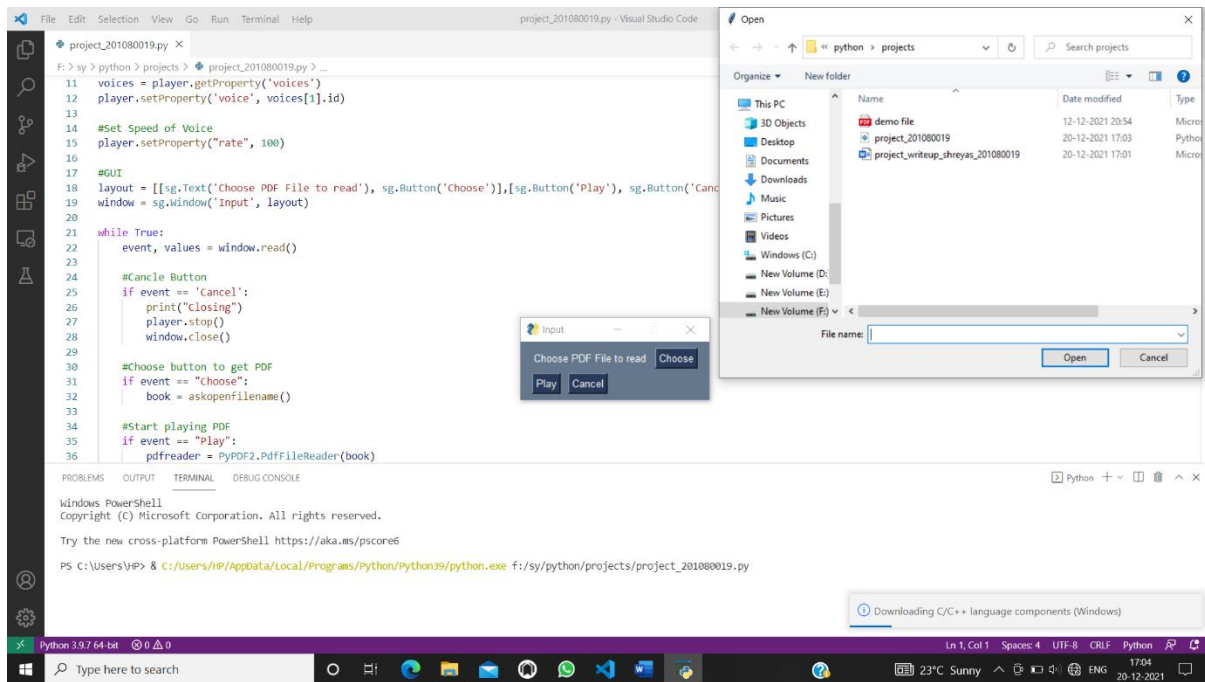 File Edit Selection View Go Run Terminal Help
project_201080019.py - Visual Studio Code
project_201080019.py
F: > sy > python > projects > project_201080019.py > ...
11 voices = player.getProperty('voices')
12 player.setProperty('voice', voices[1].id)
13
14 #Set Speed of Voice
15 player.setProperty("rate", 100)
16
17 #GUI
18 layout = [[sg.Text('Choose PDF File to read'), sg.Button('Choose')],[sg.Button('Play'), sg.Button('Canc
19 window = sg.Window('Input', layout)
20
21 while True:
22 event, values = window.read()
23
24 #Cancle Button
25 if event == 'Cancel':
26 print("Closing")
27 player.stop()
28 window.close()
29
30 #Choose button to get PDF
31 if event == "Choose":
32 book = askopenfilename()
33
34 #Start playing PDF
35 if event == "Play":
36 pdfreader = PyPDF2.PdfFileReader(book)
Open
« python > projects
Search projects
Organize New folder
This PC
3D Objects
Desktop
Documents
Downloads
Music
Pictures
Videos
Windows (C:)
New Volume (D:
New Volume (E:)
New Volume (F:)
Name Date modified Type
demo file 12-12-2021 20:54 Micro
project_201080019 20-12-2021 17:03 Pytho
project_writeup_shreyas_201080019 20-12-2021 17:01 Micro
File name:
Open Cancel
Input
Choose PDF File to read Choose
Play Cancel
PROBLEMS OUTPUT TERMINAL DEBUG CONSOLE
Python
Windows PowerShell
Copyright (C) Microsoft Corporation. All rights reserved.
Try the new cross-platform PowerShell https://aka.ms/pscore6
PS C:\Users\HP> & C:/Users/HP/AppData/Local/Programs/Python/Python39/python.exe f:/sy/python/projects/project_201080019.py
Downloading C/C++ language components (Windows)
Python 3.9.7 64-bit 0 0
Ln 1, Col 1 Spaces: 4 UTF-8 CRLF Python
Type here to search
23°C Sunny
ENG
17:04
20-12-2021